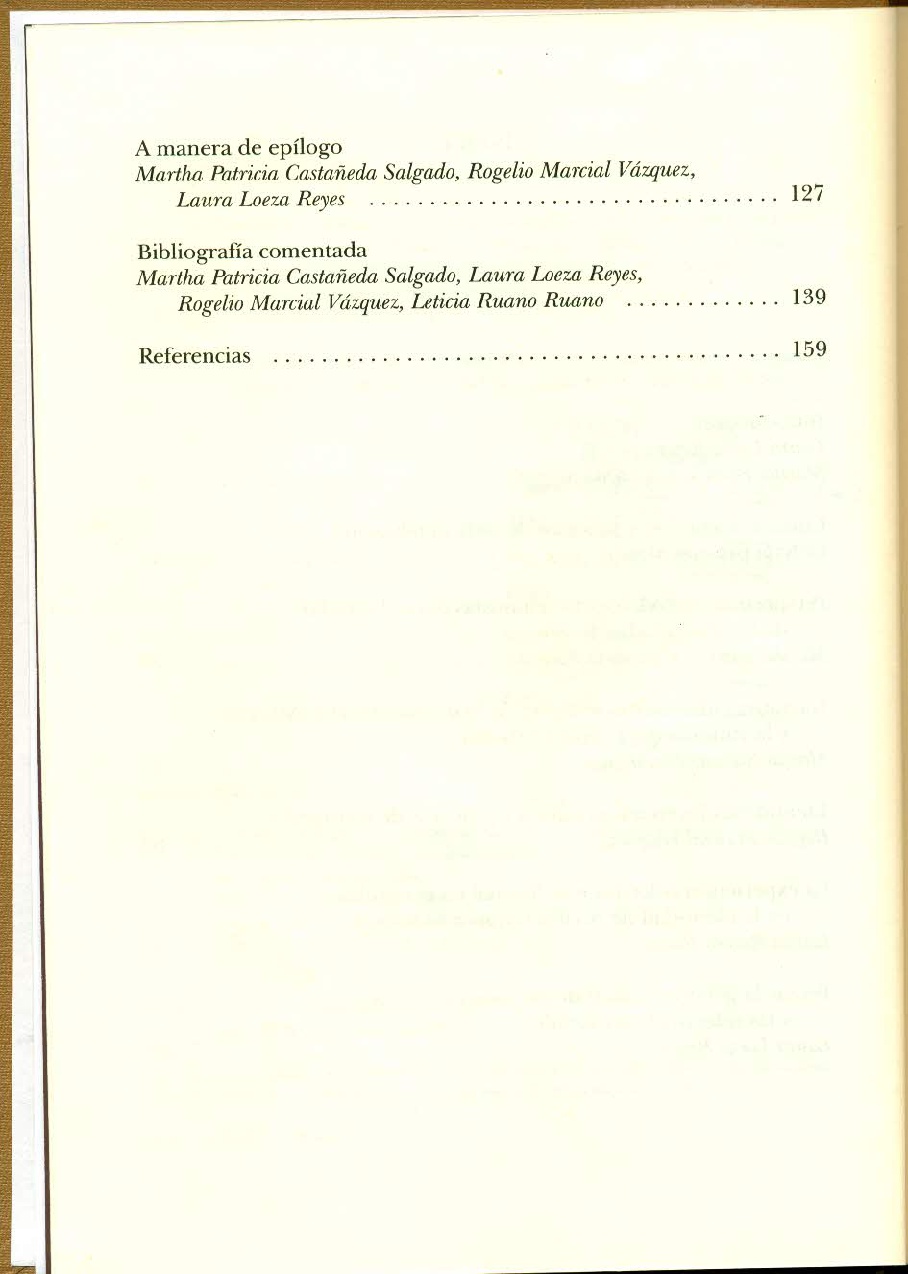 A manera de epílogo
Martha Patricia Castañeda Salgado, Rogelio Marcial Vázquez,
Laura Loeza Reyes .................................. 127
Bibliografía comentada
Martha Patricia Castañeda Salgado, Laura Loeza Reyes,
Rogelio Marcial Vázquez, Leticia Ruano Ruano ............. 139
Referencias .......................................... 159